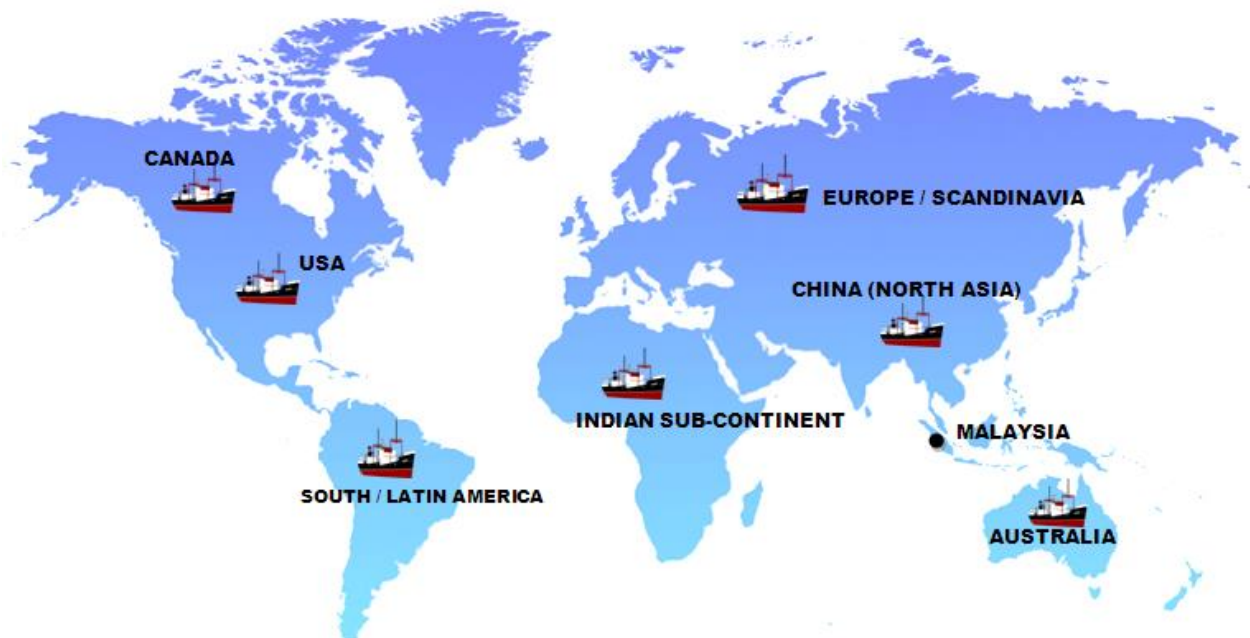 CANADA
EUROPE / SCANDINAVIA
USA
CHINA (NORTH ASIA)
INDIAN SUB-CONTINENT
MALAYSIA
SOUTH / LATIN AMERICA
AUSTRALIA